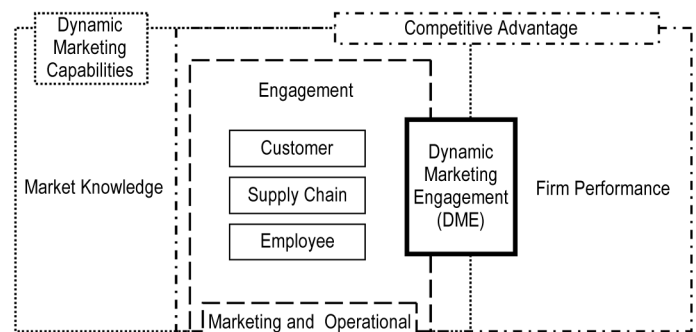 Dynamic
Marketing
Capabilities
Competitive Advantage
Engagement
Customer
Supply Chain
Employee
Market Knowledge
Dynamic
Marketing
Engagement
(DME)
Firm Performance
Marketing and Operational